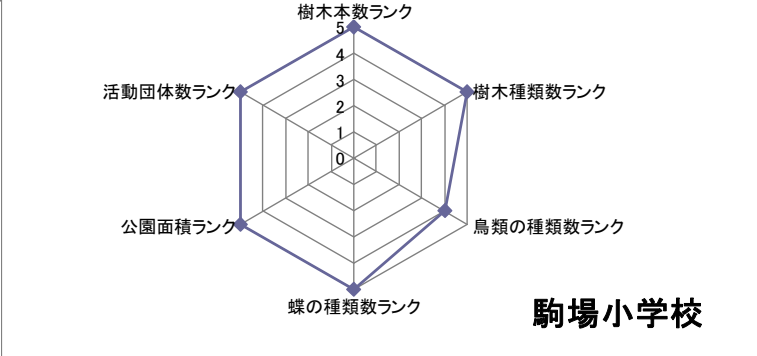 樹木本数ランク
5
4
3
2
1
0
活動団体数ランク
樹木種類数ランク
公園面積ランク
鳥類の種類数ランク
蝶の種類数ランク
駒場小学校